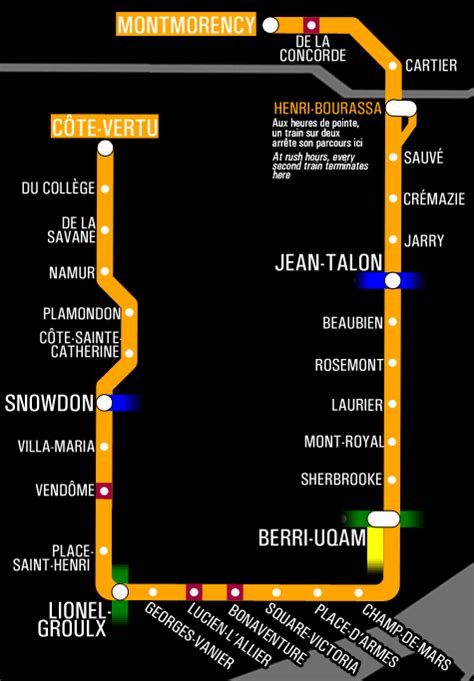 MONTMORENCY
DE LA
CONCORDE
CARTIER
HENRI-BOURASSA
Aux heures de pointe,
un train sur deux
arrête son parcours ici
At rush hours, every
second train terminates
here
SAUVÉ
CRÉMAZIE
JARRY
JEAN-TALON
BEAUBIEN
ROSEMONT
LAURIER
MONT-ROYAL
SHERBROOKE
BERRI-UQAM
CHAMP-DE-MARS
PLACE-D'ARMES
SQUARE-VICTORIA
BONAVENTURE
LUCIEN-L'ALLIER
GEORGES-VANIER
LIONEL-
GROULX
PLACE-
SAINT-HENRI
VENDÔME
VILLA-MARIA
SNOWDON
CÔTE-SAINTE-
CATHERINE
PLAMONDON
NAMUR
DE LA
SAVANE
DU COLLÈGE
CÔTE-VERTU